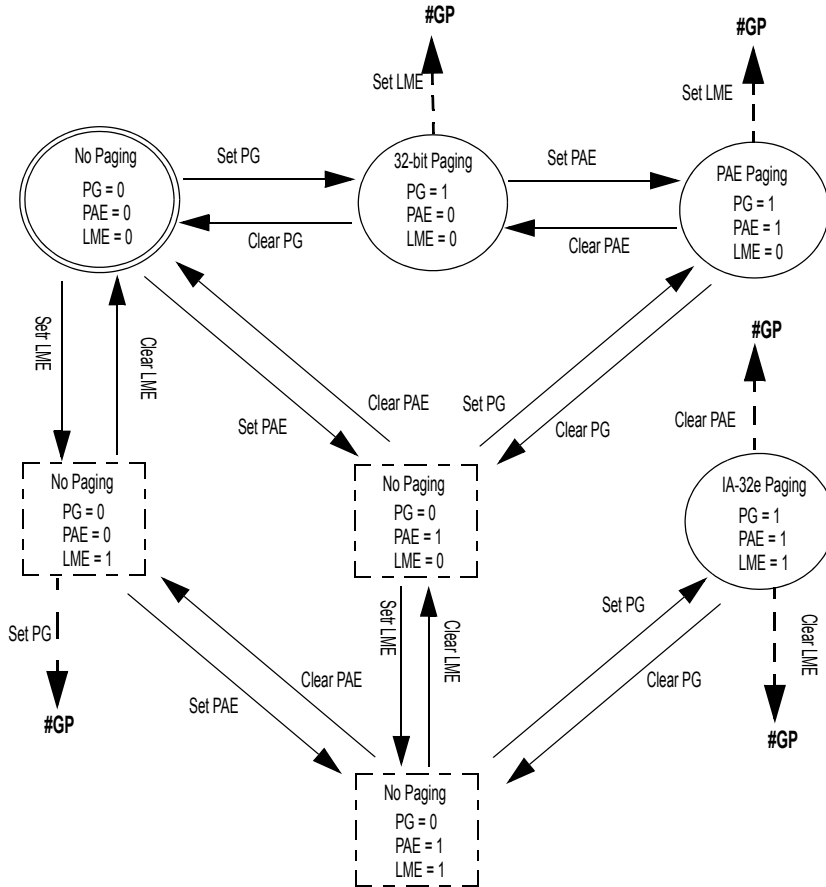 #GP
#GP
Set LME
Set LME
No Paging
PG = 0
PAE = 0
LME = 0
Set PG
Clear PG
32-bit Paging
PG = 1
PAE = 0
LME = 0
Set PAE
Clear PAE
PAE Paging
PG = 1
PAE = 1
LME = 0
Setr LME
Clear LME
Set PAE
Clear PAE
Set PG
Clear PG
#GP
Clear PAE
No Paging
PG = 0
PAE = 0
LME = 1
No Paging
PG = 0
PAE = 1
LME = 0
IA-32e Paging
PG = 1
PAE = 1
LME = 1
Set PG
#GP
Set PAE
Clear PAE
Setr LME
Clear LME
Set PG
Clear PG
Clear LME
#GP
No Paging
PG = 0
PAE = 1
LME = 1